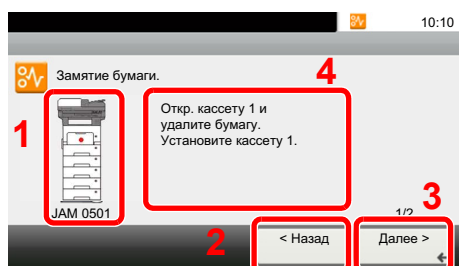 10:10
Замятие бумаги.
4
1
Откр. кассету 1 и
удалите бумагу.
Установите кассету 1.
JAM 0501
1/2
3
2
< Назад
Далее >